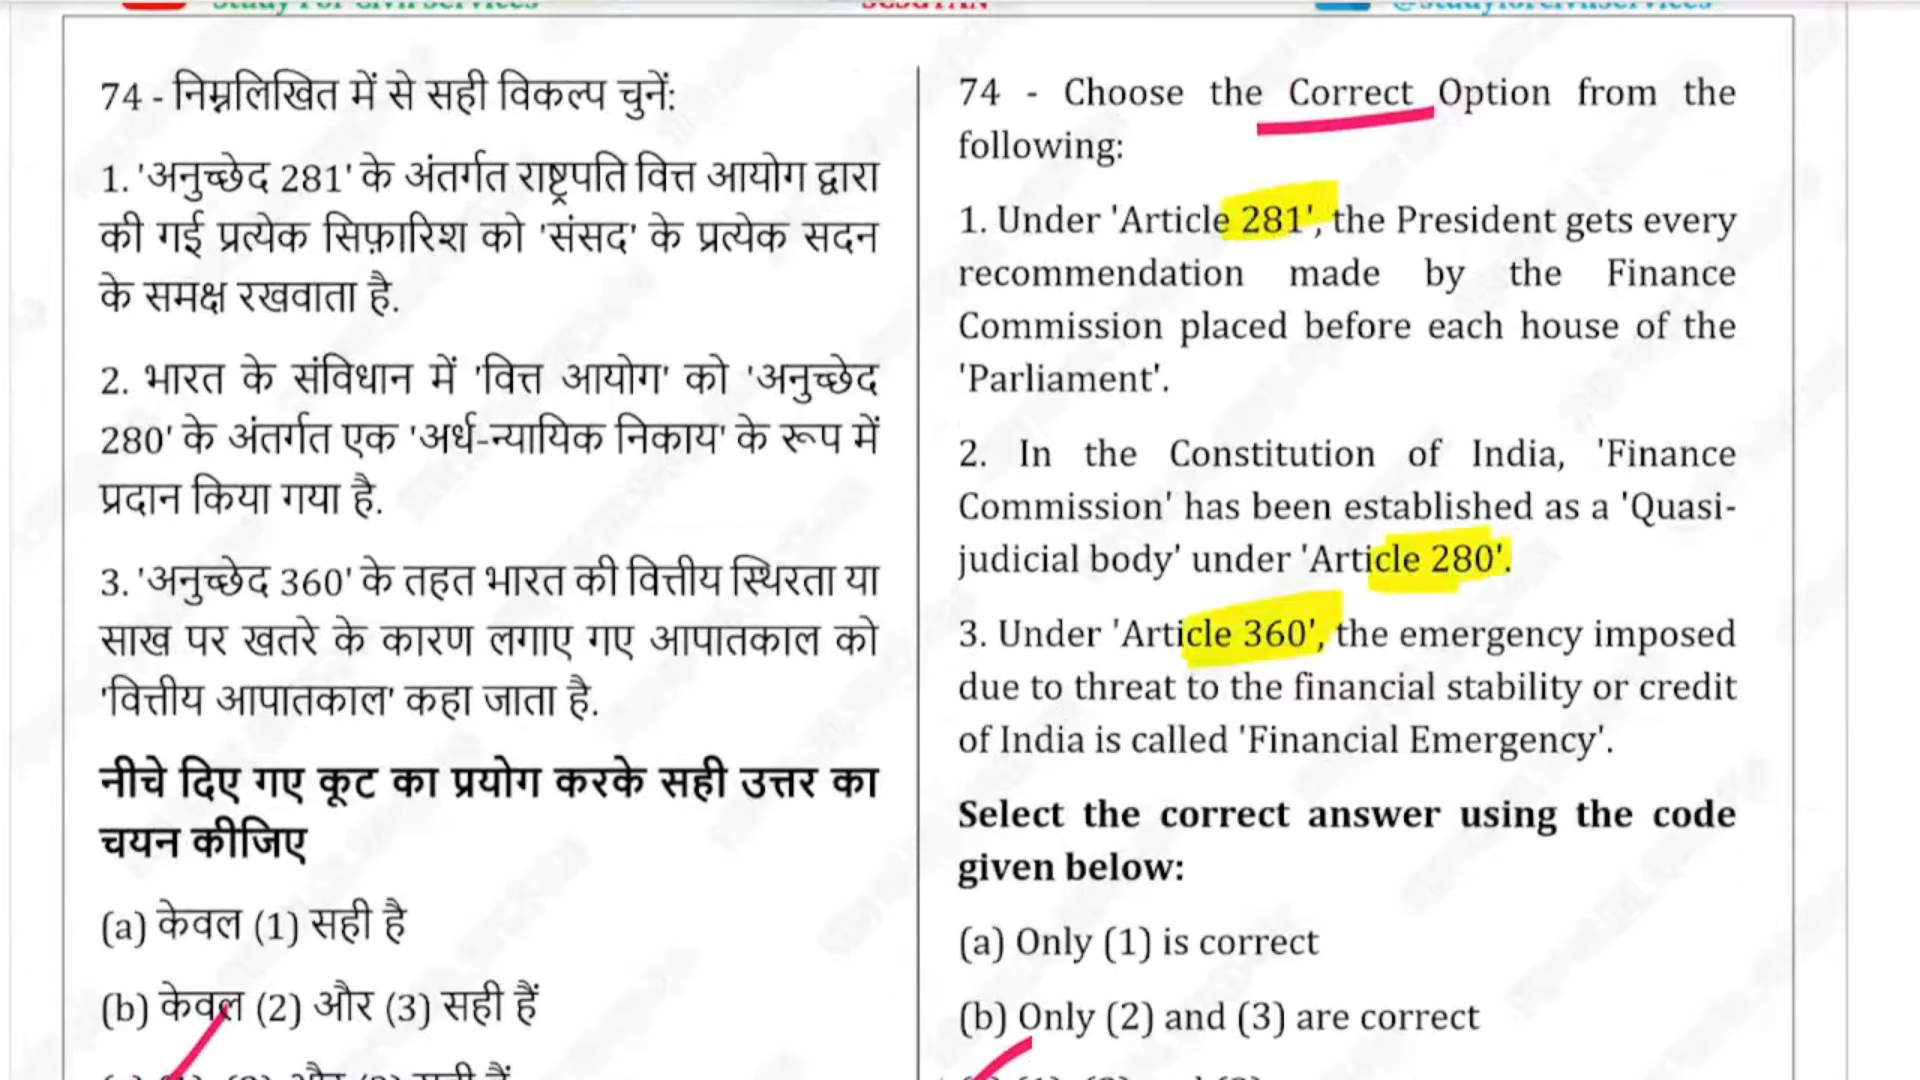 Study For Civil Services
SCSGYAN
@studyforcivilservices
74 - निम्नलिखित में से सही विकल्प चुनें:
1. 'अनुच्छेद 281' के अंतर्गत राष्ट्रपति वित्त आयोग द्वारा
की गई प्रत्येक सिफ़ारिश को 'संसद' के प्रत्येक सदन
के समक्ष रखवाता है.
2. भारत के संविधान में 'वित्त आयोग' को 'अनुच्छेद
280' के अंतर्गत एक 'अर्ध-न्यायिक निकाय' के रूप में
प्रदान किया गया है.
3. 'अनुच्छेद 360' के तहत भारत की वित्तीय स्थिरता या
साख पर खतरे के कारण लगाए गए आपातकाल को
'वित्तीय आपातकाल' कहा जाता है.
नीचे दिए गए कूट का प्रयोग करके सही उत्तर का
चयन कीजिए
(a) केवल (1) सही है
(b) केवल (2) और (3) सही हैं
74 - Choose the Correct Option from the
following:
1. Under 'Article 281', the President gets every
recommendation made by the Finance
Commission placed before each house of the
'Parliament'.
2. In the Constitution of India, 'Finance
Commission' has been established as a 'Quasi-
judicial body' under 'Article 280'.
3. Under 'Article 360', the emergency imposed
due to threat to the financial stability or credit
of India is called 'Financial Emergency'.
Select the correct answer using the code
given below:
(a) Only (1) is correct
(b) Only (2) and (3) are correct